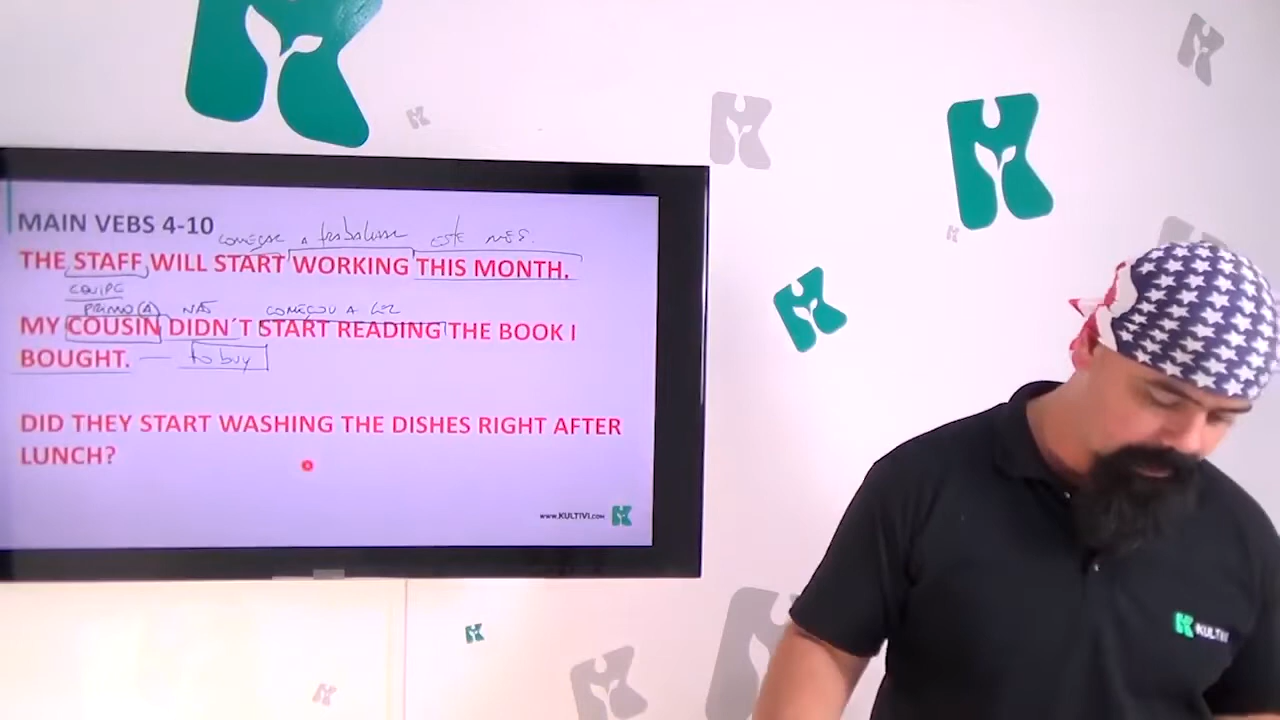 MAIN VEBS 4-10
COMEÇAR A trabalhar ESTE MÊS.
THE STAFF WILL START WORKING THIS MONTH.
EQUIPE
PRIMO(A) NÃO COMEÇOU A LER
MY COUSIN DIDN´T START READING THE BOOK I
BOUGHT. — to buy
DID THEY START WASHING THE DISHES RIGHT AFTER
LUNCH?
WWW.KULTIVI.COM
KULTIVI